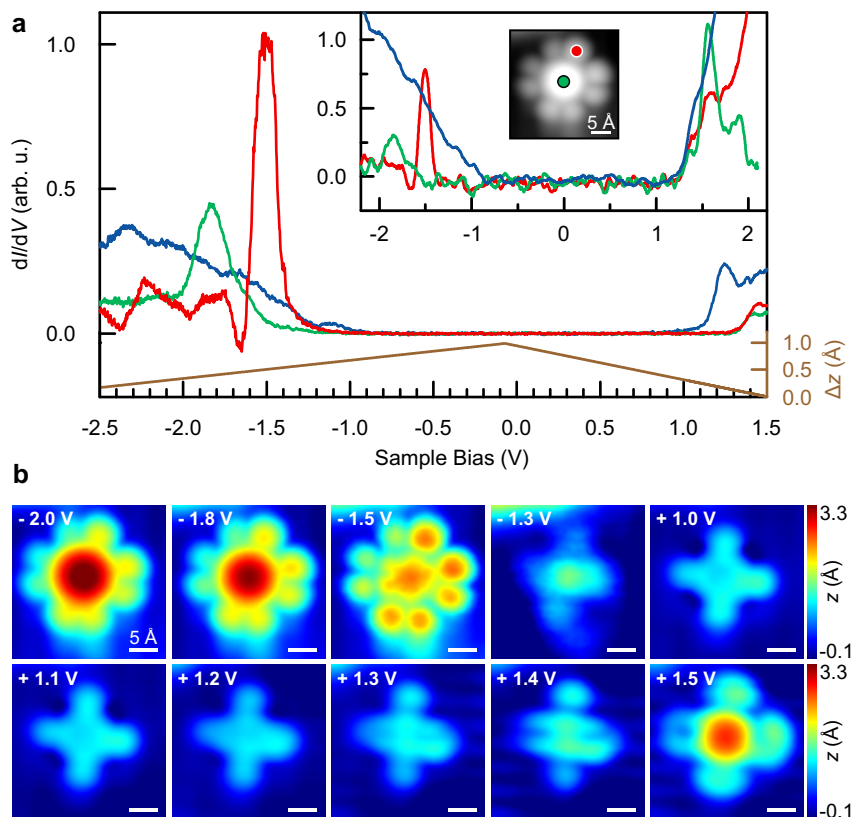 a
dI/dV (arb. u.)
1.0
0.5
0.0
1.0
0.5
0.0
5 Å
-2
-1
0
1
2
1.0
0.5
0.0
Δz (Å)
-2.5
-2.0
-1.5
-1.0
-0.5
0.0
0.5
1.0
1.5
Sample Bias (V)
b
- 2.0 V
5 Å
- 1.8 V
- 1.5 V
- 1.3 V
+ 1.0 V
3.3
z (Å)
-0.1
+ 1.1 V
+ 1.2 V
+ 1.3 V
+ 1.4 V
+ 1.5 V
3.3
z (Å)
-0.1